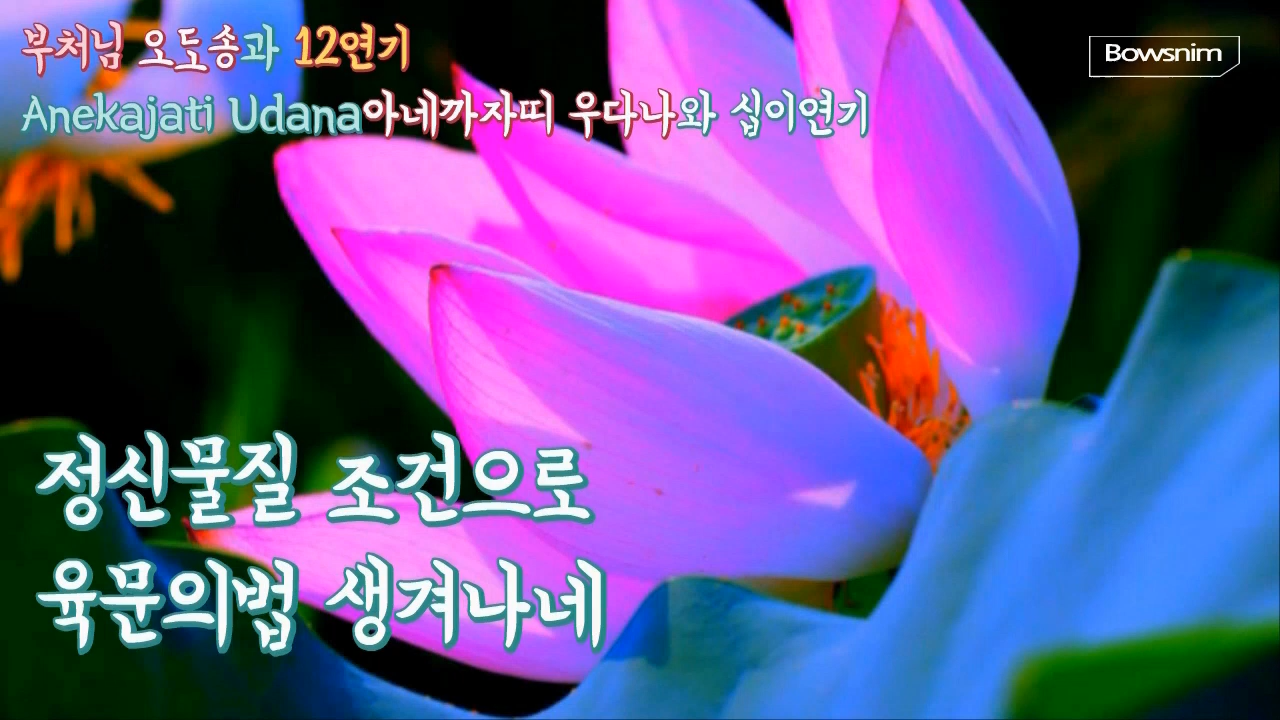 부처님 오도송과 12연기
Bowsnim
Anekajati Udana아네까자띠 우다나와 십이연기
정신물질 조건으로
육문의법 생겨나네